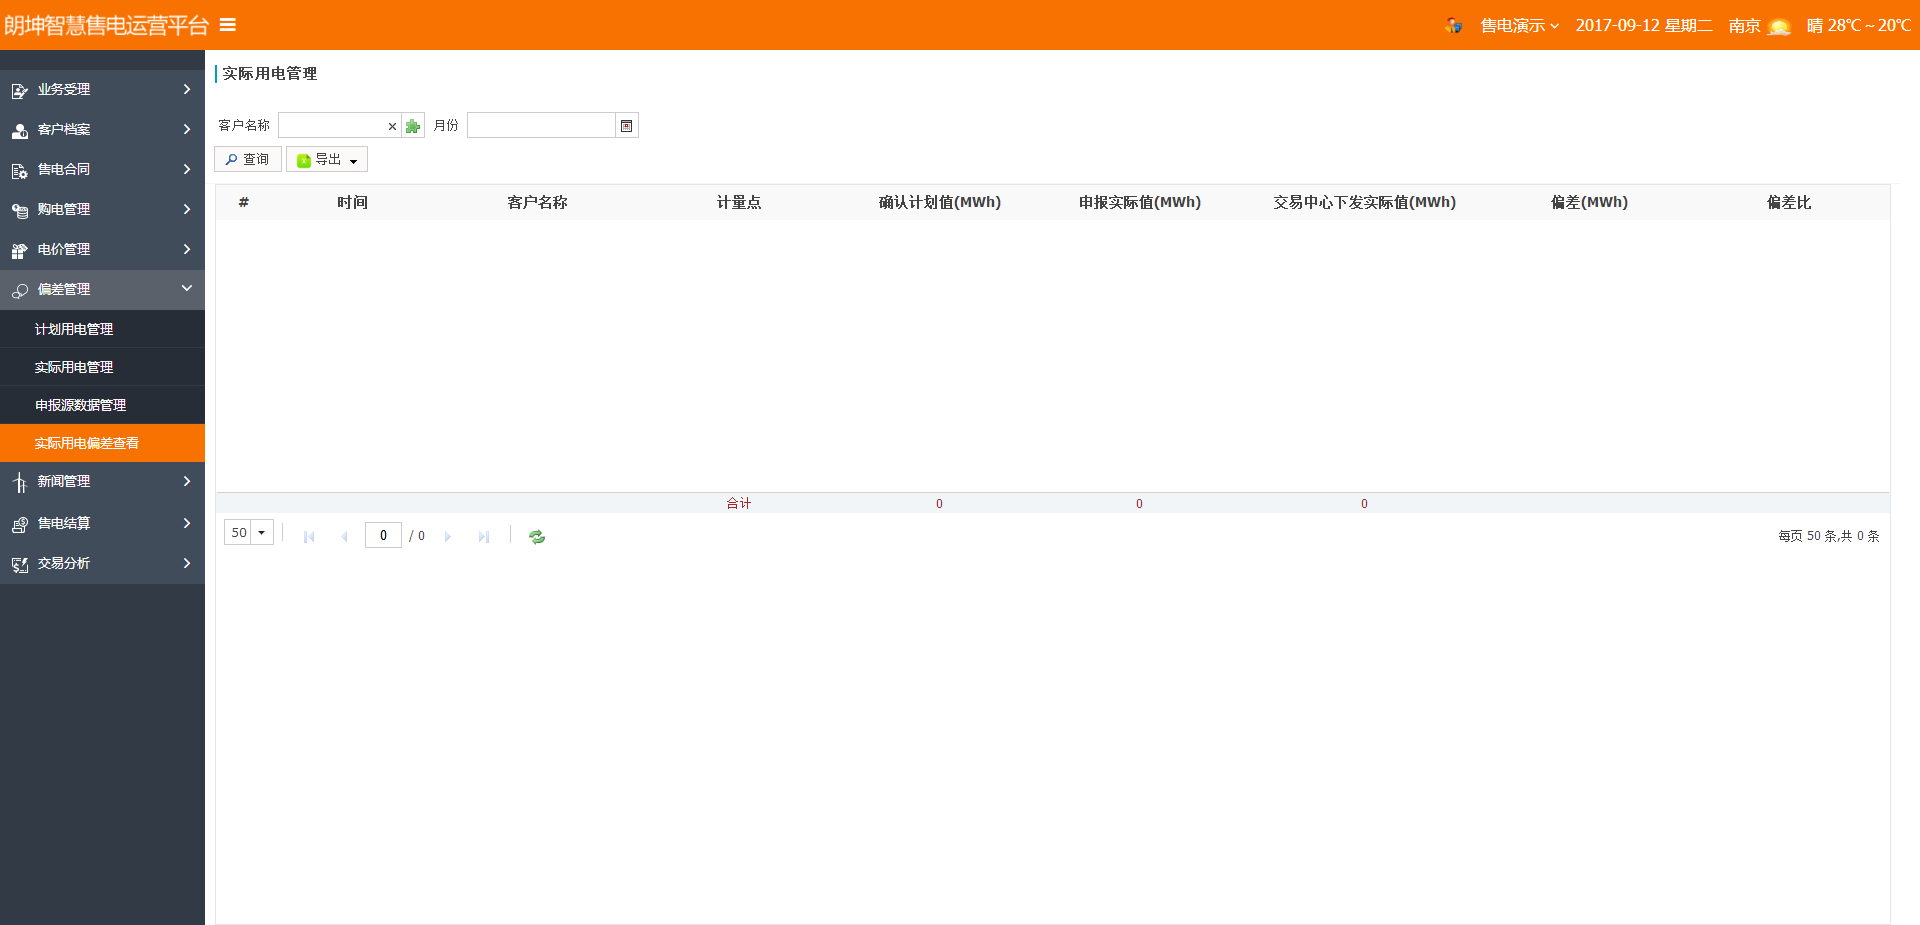 朗坤智慧售电运营平台
售电演示 2017-09-12 星期二 南京 晴 28℃~20℃
业务受理
客户档案
售电合同
购电管理
电价管理
偏差管理
计划用电管理
实际用电管理
申报源数据管理
实际用电偏差查看
新闻管理
售电结算
交易分析
实际用电管理
客户名称 月份
查询 导出
# 时间 客户名称 计量点 确认计划值(MWh) 申报实际值(MWh) 交易中心下发实际值(MWh) 偏差(MWh) 偏差比
合计 0 0 0
50 0 / 0 每页 50 条,共 0 条